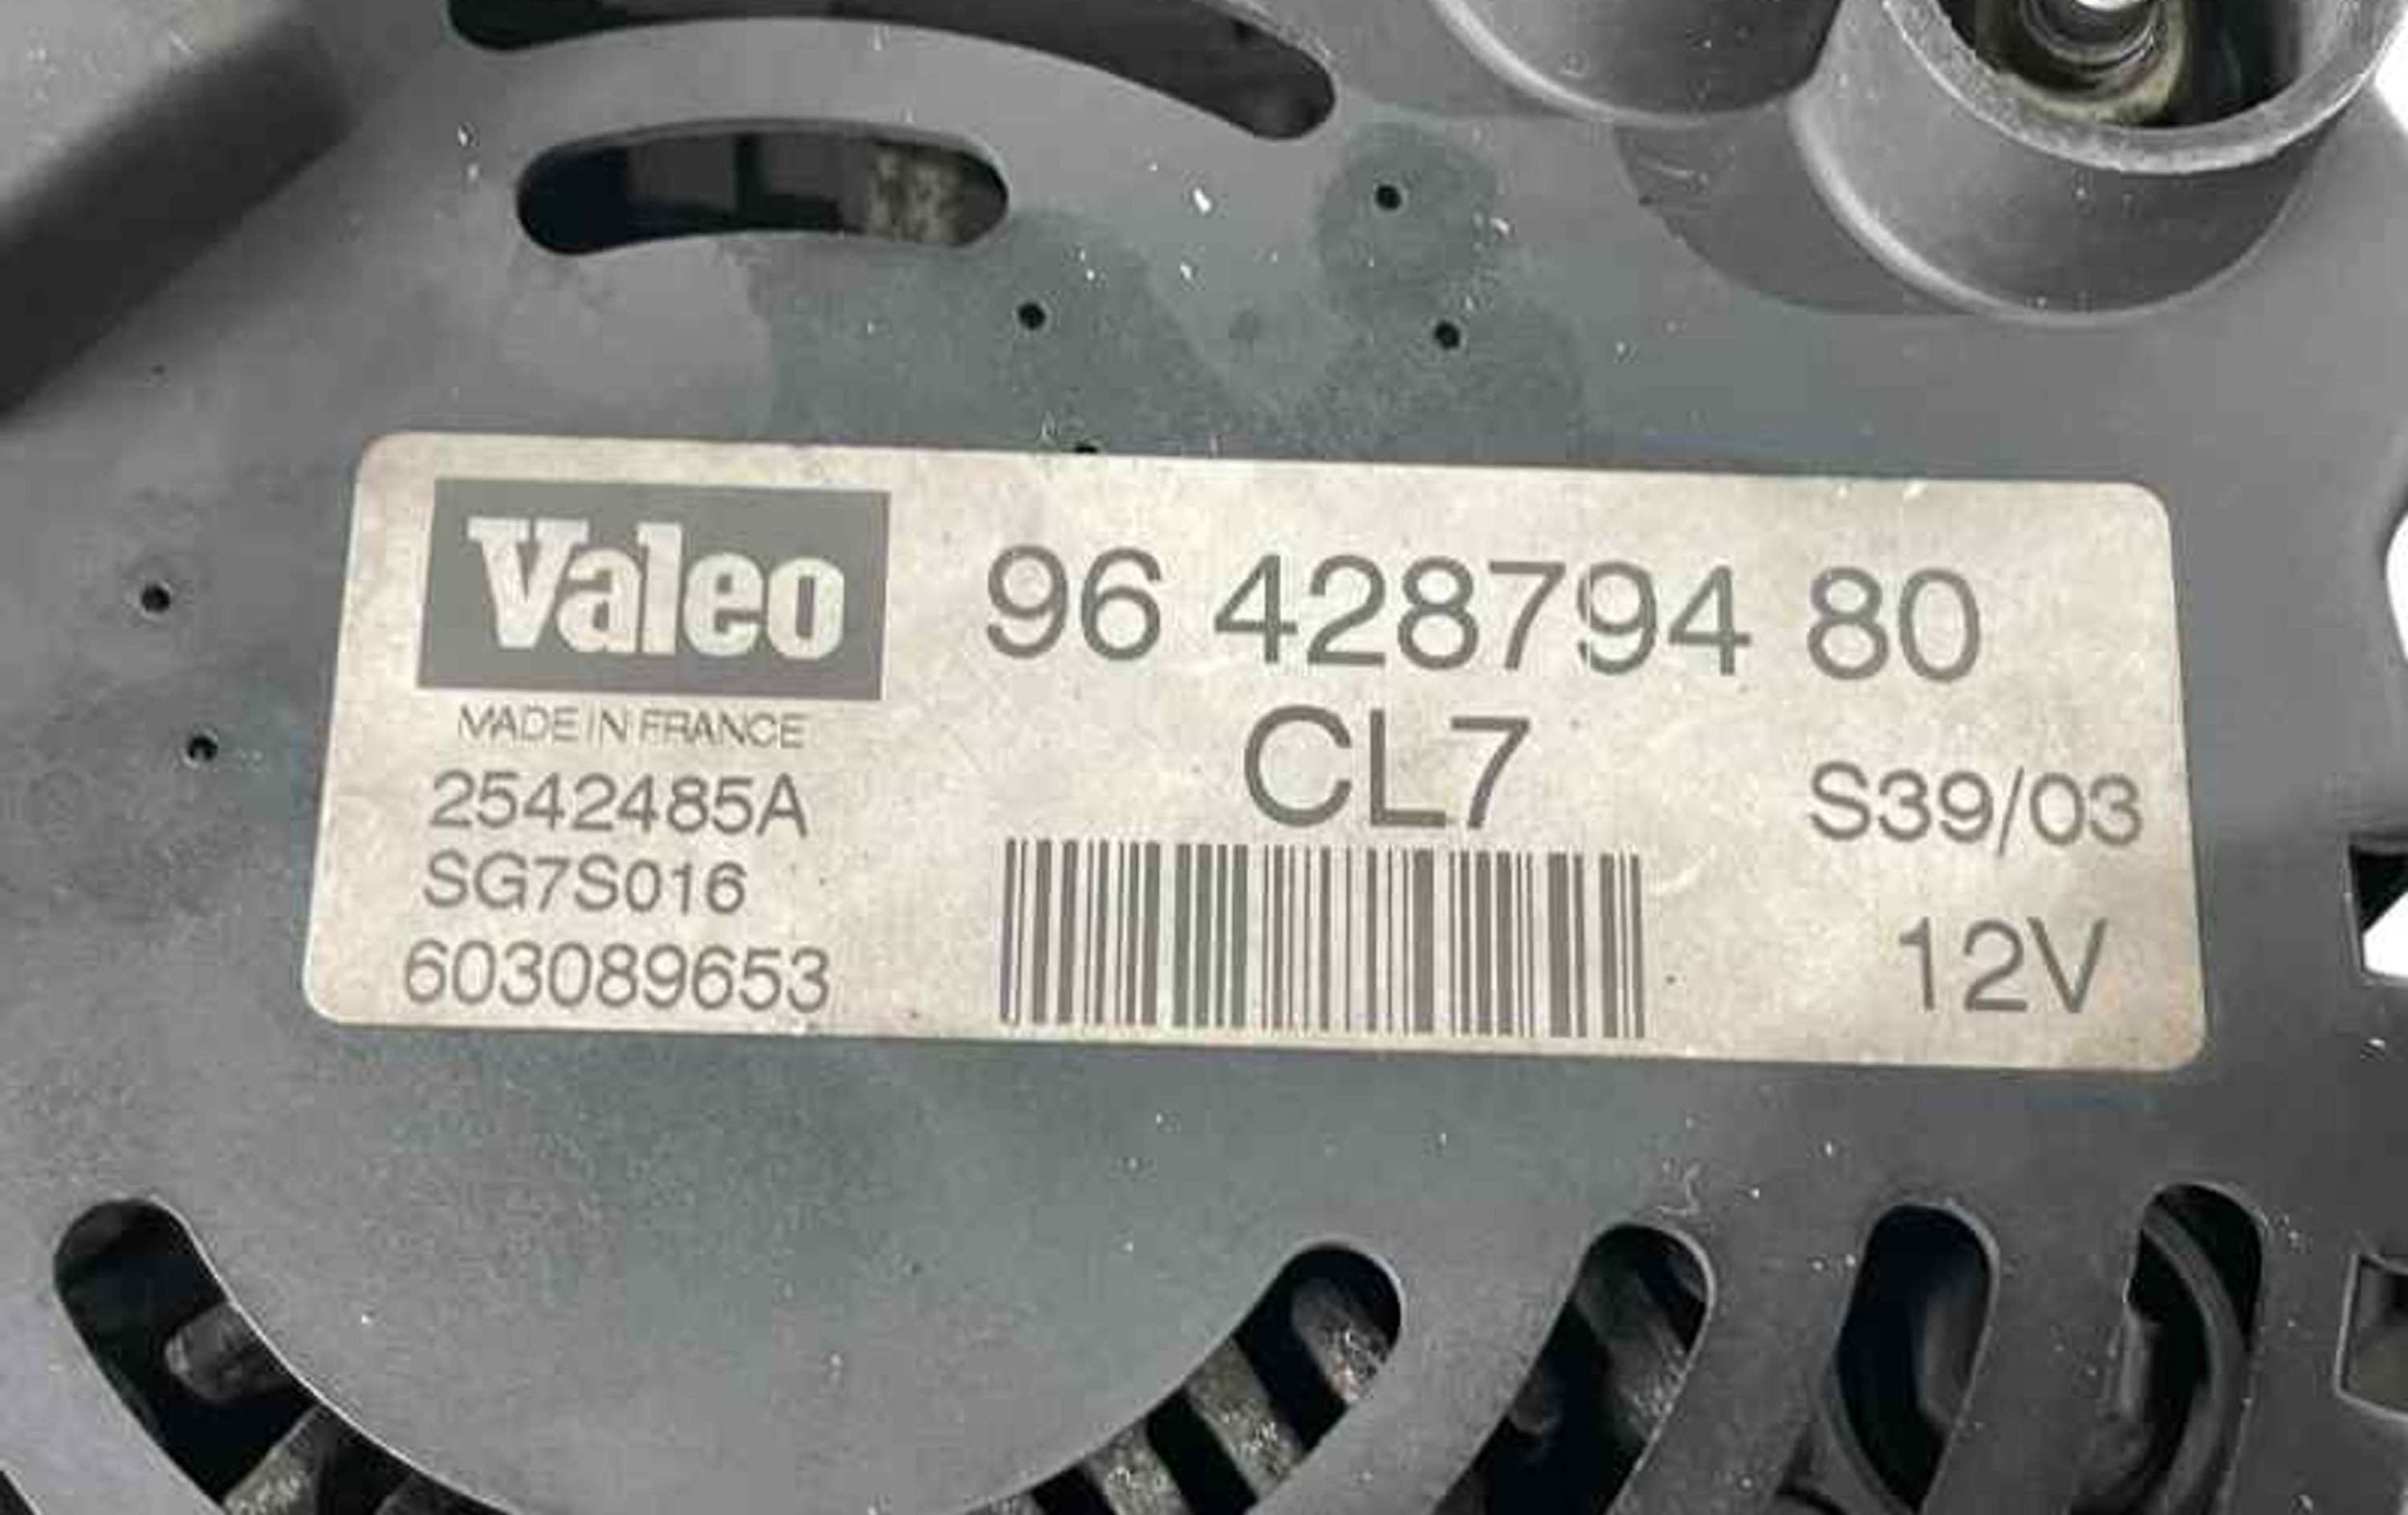 Valeo
96 428794 80
MADE IN FRANCE
CL7
2542485A
S39/03
SG7S016
12V
603089653